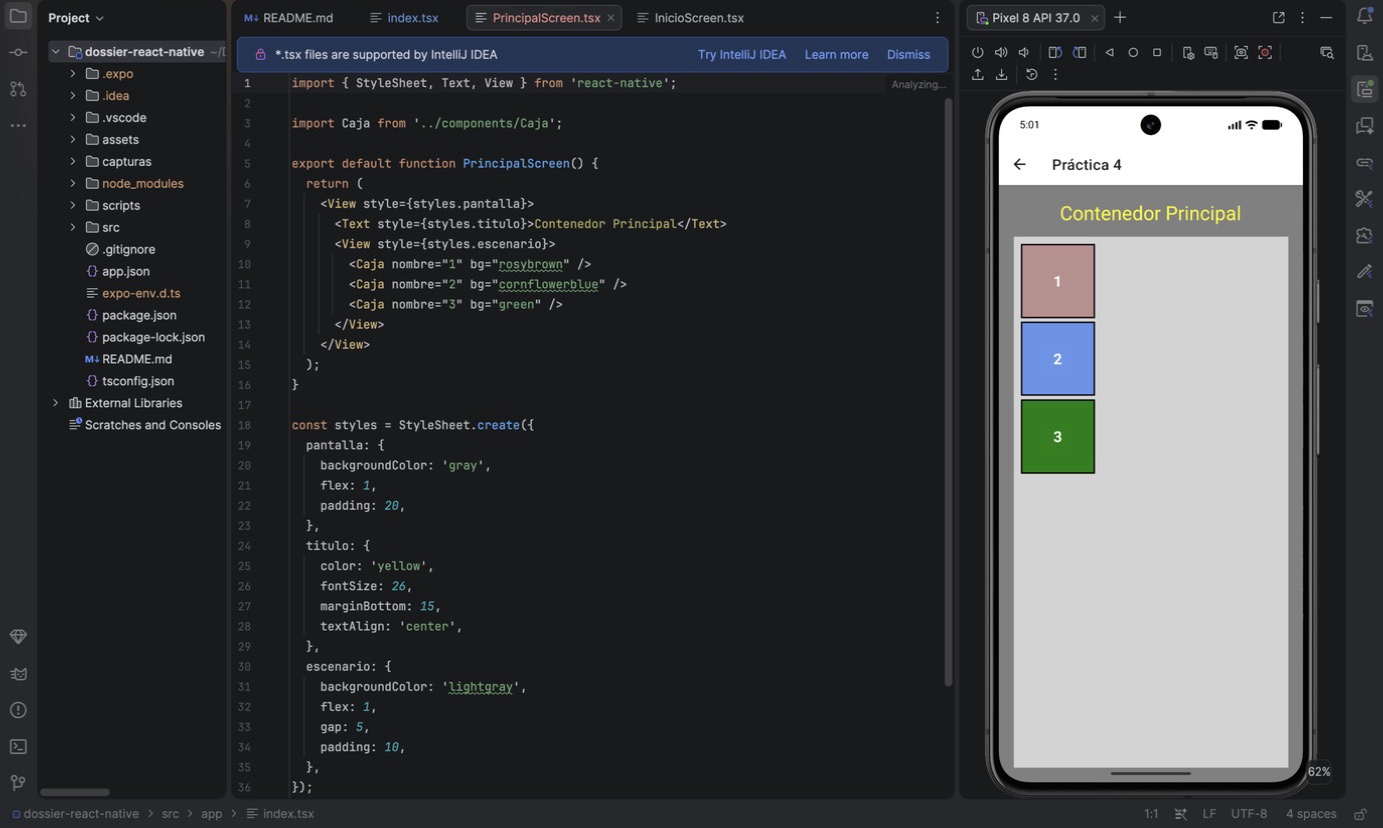 Project
dossier-react-native ~/D
.expo
.idea
.vscode
assets
capturas
node_modules
scripts
src
.gitignore
app.json
expo-env.d.ts
package.json
package-lock.json
README.md
tsconfig.json
External Libraries
Scratches and Consoles
README.md
index.tsx
PrincipalScreen.tsx
InicioScreen.tsx
*.tsx files are supported by IntelliJ IDEA
Try IntelliJ IDEA Learn more Dismiss
Analyzing...
1 import { StyleSheet, Text, View } from 'react-native';
2
3 import Caja from '../components/Caja';
4
5 export default function PrincipalScreen() {
6 return (
7 <View style={styles.pantalla}>
8 <Text style={styles.titulo}>Contenedor Principal</Text>
9 <View style={styles.escenario}>
10 <Caja nombre="1" bg="rosybrown" />
11 <Caja nombre="2" bg="cornflowerblue" />
12 <Caja nombre="3" bg="green" />
13 </View>
14 </View>
15 );
16 }
17
18 const styles = StyleSheet.create({
19 pantalla: {
20 backgroundColor: 'gray',
21 flex: 1,
22 padding: 20,
23 },
24 titulo: {
25 color: 'yellow',
26 fontSize: 26,
27 marginBottom: 15,
28 textAlign: 'center',
29 },
30 escenario: {
31 backgroundColor: 'lightgray',
32 flex: 1,
33 gap: 5,
34 padding: 10,
35 },
36 });
Pixel 8 API 37.0
5:01
Práctica 4
Contenedor Principal
1
2
3
62%
dossier-react-native > src > app > index.tsx
1:1 LF UTF-8 4 spaces